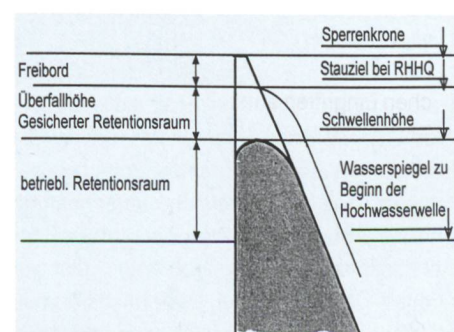 Sperrenkrone
Freibord
Stauziel bei RHHQ
Überfallhöhe
Gesicherter Retentionsraum
Schwellenhöhe
betriebl. Retentionsraum
Wasserspiegel zu
Beginn der
Hochwasserwelle